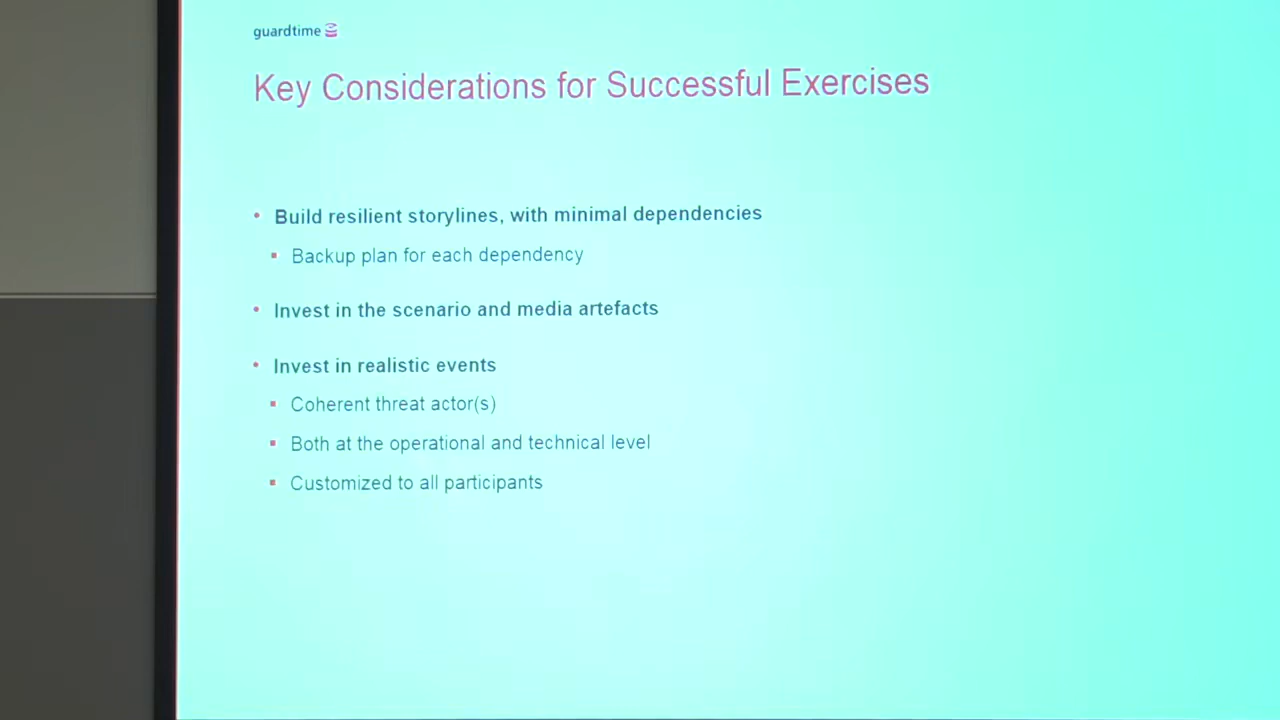 guardtime
Key Considerations for Successful Exercises
• Build resilient storylines, with minimal dependencies
▪ Backup plan for each dependency
• Invest in the scenario and media artefacts
• Invest in realistic events
▪ Coherent threat actor(s)
▪ Both at the operational and technical level
▪ Customized to all participants